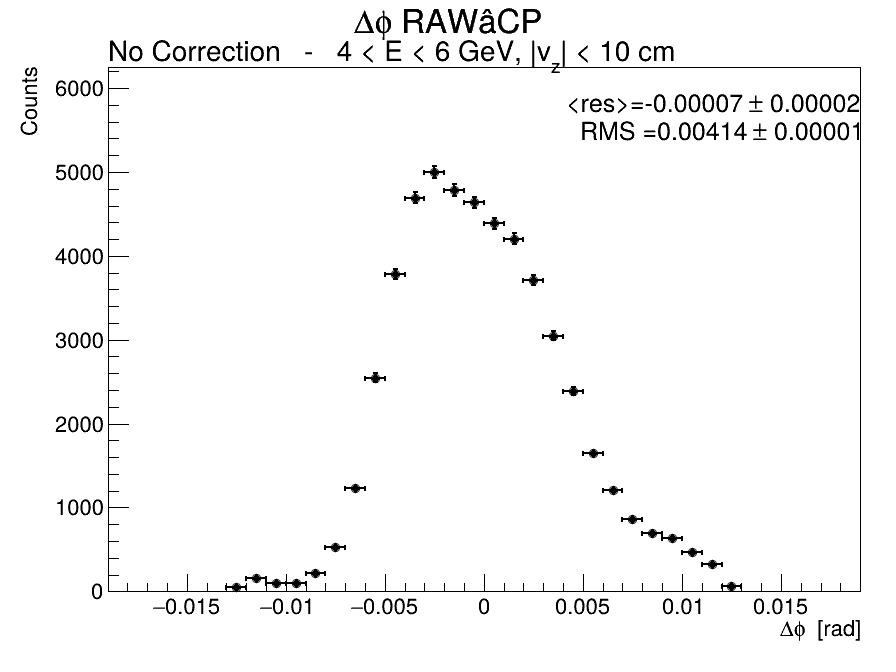 Δϕ RAWâCP
No Correction - 4 < E < 6 GeV, |v_z| < 10 cm
<res>=-0.00007 ± 0.00002
RMS =0.00414 ± 0.00001
Counts
6000
5000
4000
3000
2000
1000
0
−0.015 −0.01 −0.005 0 0.005 0.01 0.015
Δϕ [rad]